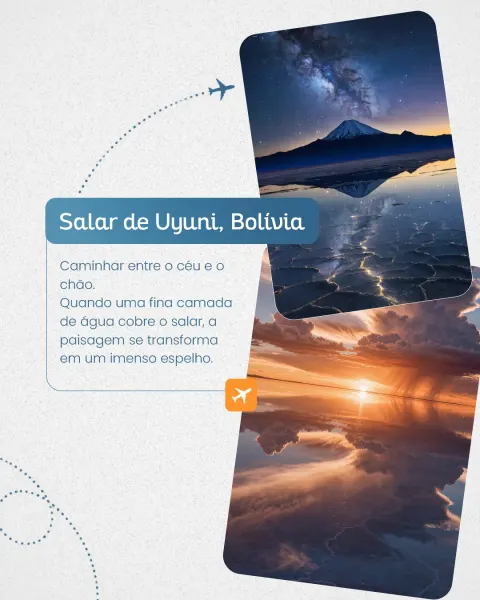 Salar de Uyuni, Bolívia
Caminhar entre o céu e o
chão.
Quando uma fina camada
de água cobre o salar, a
paisagem se transforma
em um imenso espelho.